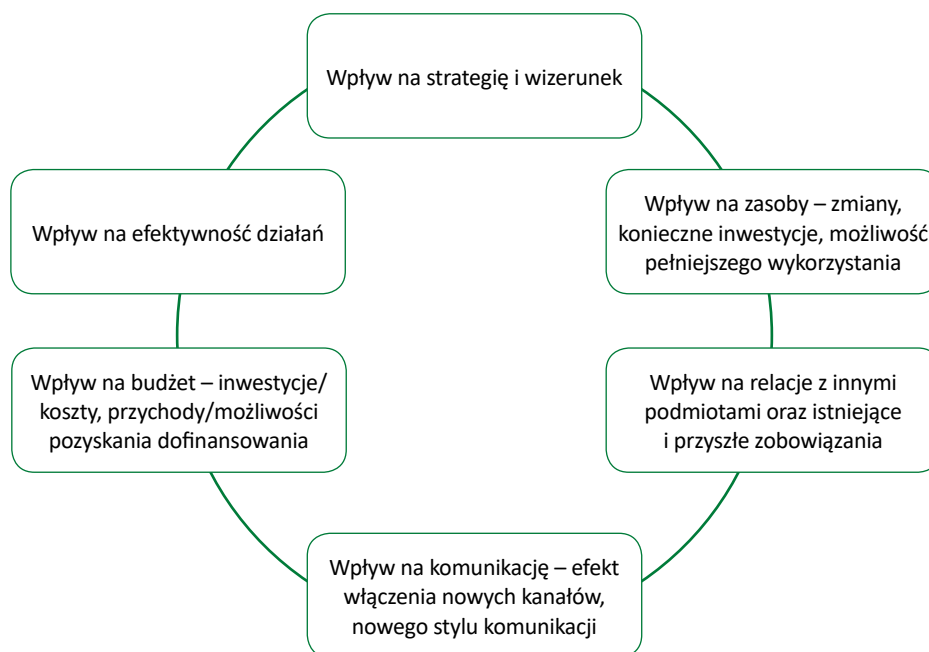 Wpływ na strategię i wizerunek
Wpływ na zasoby – zmiany,
konieczne inwestycje, możliwość
pełniejszego wykorzystania
Wpływ na relacje z innymi
podmiotami oraz istniejące
i przyszłe zobowiązania
Wpływ na komunikację – efekt
włączenia nowych kanałów,
nowego stylu komunikacji
Wpływ na budżet – inwestycje/
koszty, przychody/możliwości
pozyskania dofinansowania
Wpływ na efektywność działań